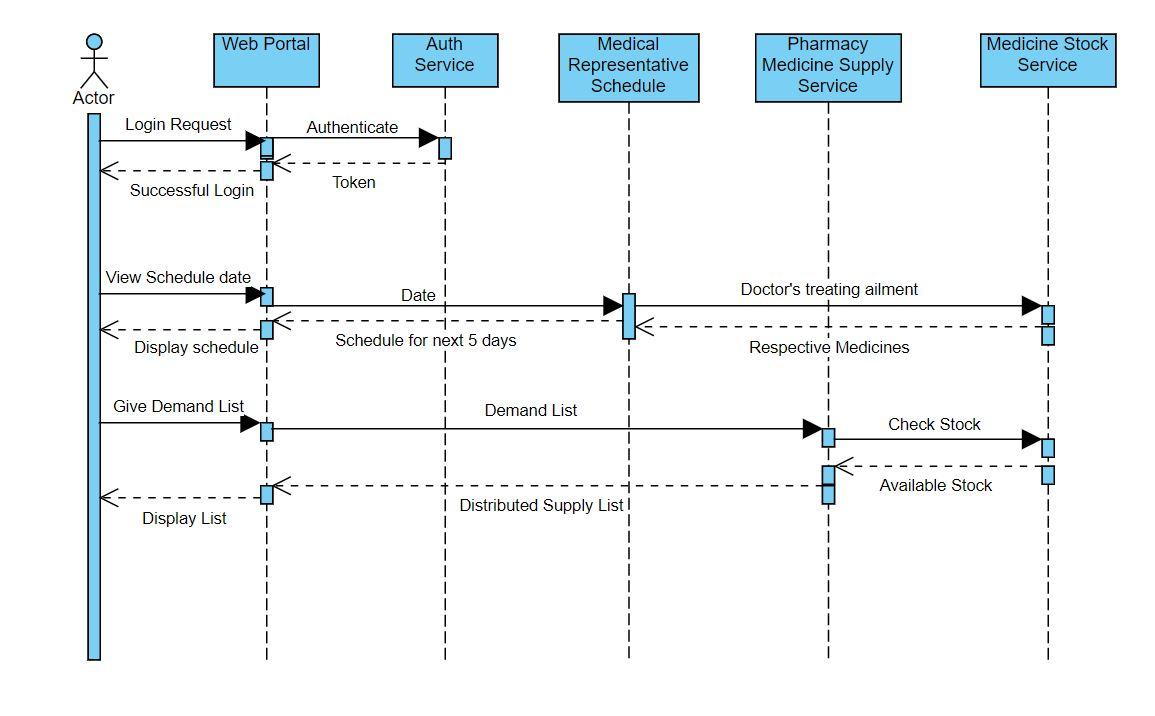 Web Portal
Auth
Service
Medical
Representative
Schedule
Pharmacy
Medicine Supply
Service
Medicine Stock
Service
Actor
Login Request
Authenticate
Token
Successful Login
View Schedule date
Date
Doctor's treating ailment
Schedule for next 5 days
Display schedule
Respective Medicines
Give Demand List
Demand List
Check Stock
Available Stock
Distributed Supply List
Display List